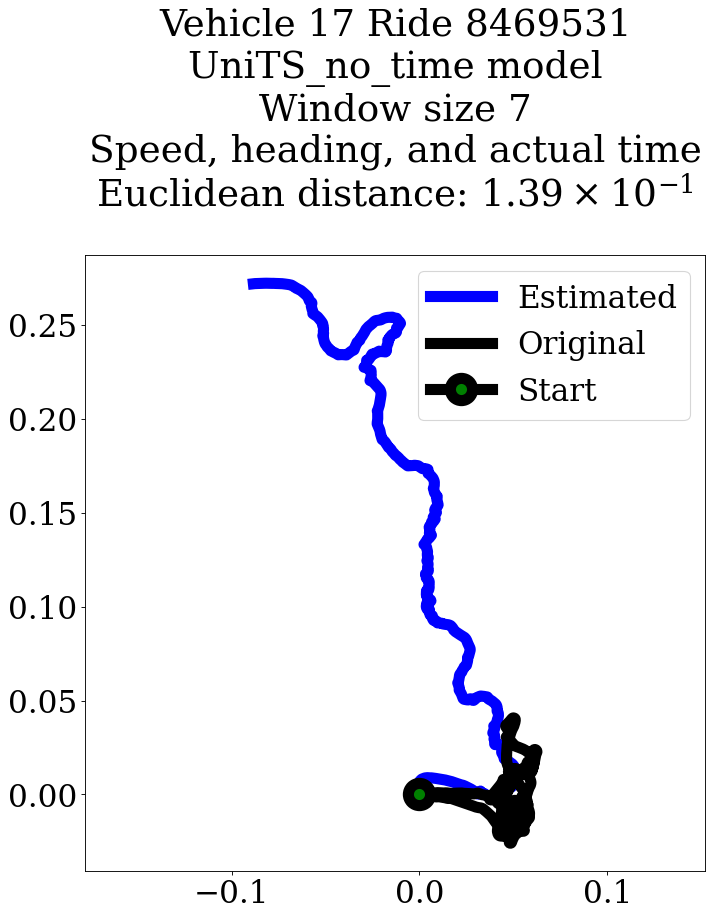 Vehicle 17 Ride 8469531
UniTS_no_time model
Window size 7
Speed, heading, and actual time
Euclidean distance: 1.39 × 10⁻¹
Estimated
Original
Start
0.25
0.20
0.15
0.10
0.05
0.00
−0.1
0.0
0.1